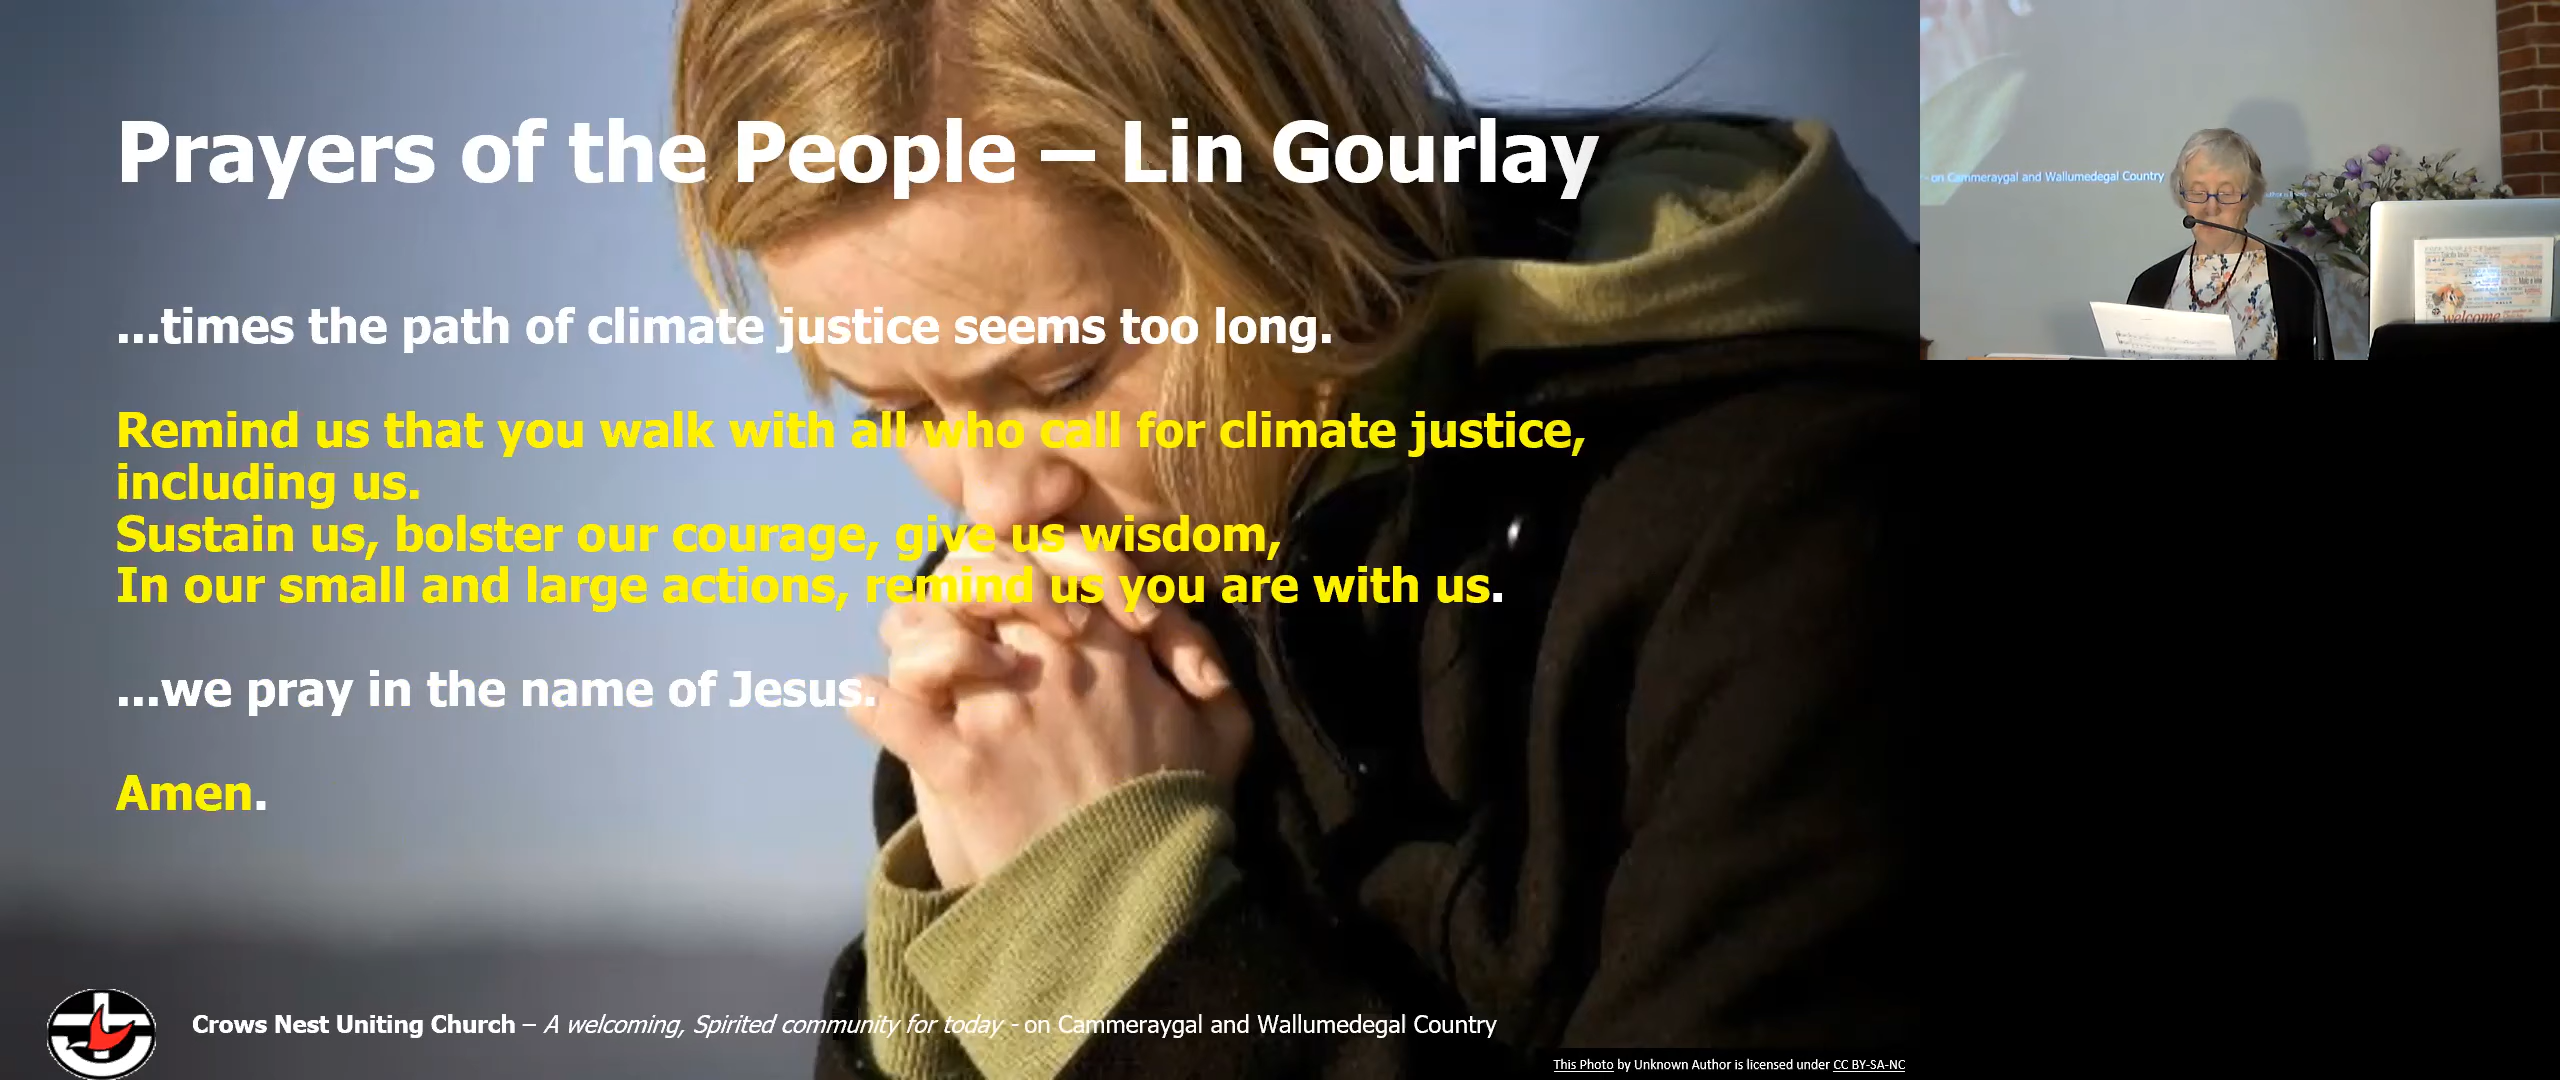 Prayers of the People – Lin Gourlay
...times the path of climate justice seems too long.
Remind us that you walk with all who call for climate justice,
including us.
Sustain us, bolster our courage, give us wisdom,
In our small and large actions, remind us you are with us.
...we pray in the name of Jesus.
Amen.
Crows Nest Uniting Church – A welcoming, Spirited community for today - on Cammeraygal and Wallumedegal Country
This Photo by Unknown Author is licensed under CC BY-SA-NC
- on Cammeraygal and Wallumedegal Country
welcome